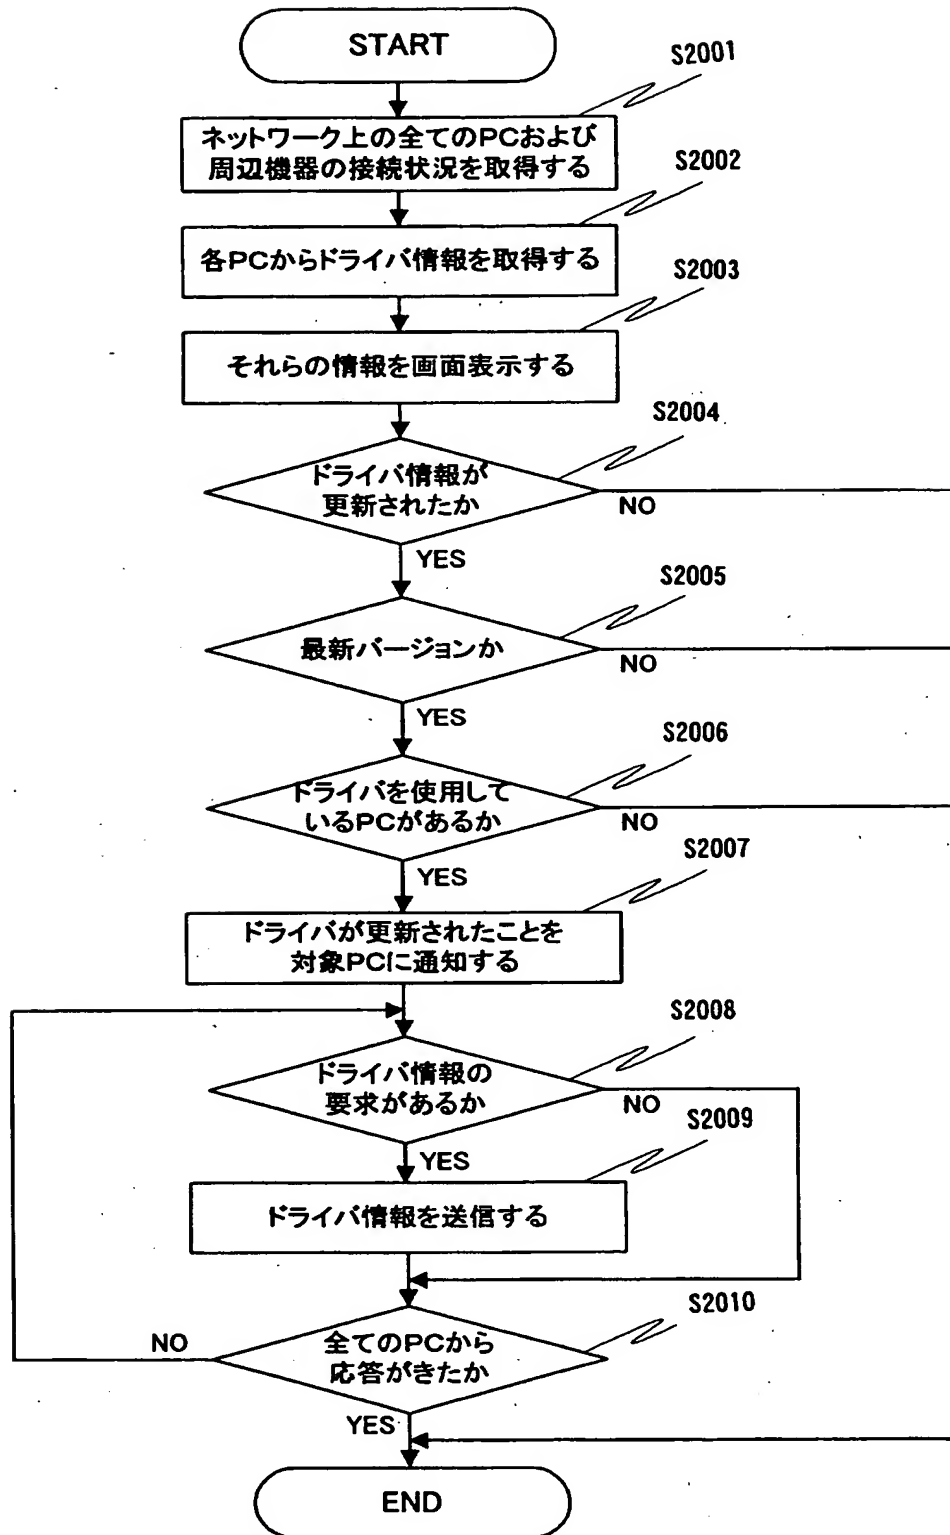 START
S2001
ネットワーク上の全てのPCおよび
周辺機器の接続状況を取得する
S2002
各PCからドライバ情報を取得する
S2003
それらの情報を画面表示する
S2004
ドライバ情報が
更新されたか
NO
YES
S2005
最新バージョンか
NO
YES
S2006
ドライバを使用して
いるPCがあるか
NO
YES
S2007
ドライバが更新されたことを
対象PCに通知する
S2008
ドライバ情報の
要求があるか
NO
YES
S2009
ドライバ情報を送信する
S2010
全てのPCから
応答がきたか
NO
YES
END